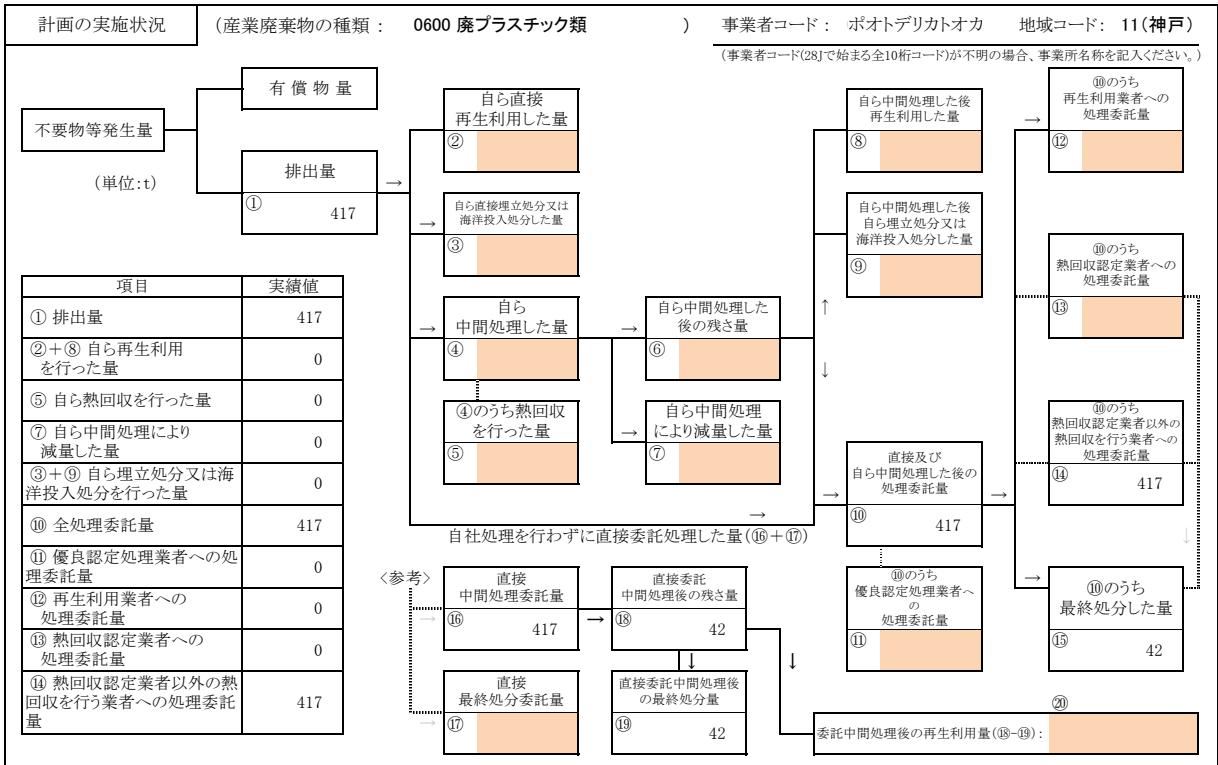 計画の実施状況
(産業廃棄物の種類： 0600 廃プラスチック類 )
事業者コード： ポオトデリカトオカ 地域コード： 11(神戸)
(事業者コード(28Jで始まる全10桁コード)が不明の場合、事業所名称を記入ください。)
不要物等発生量
(単位:t)
有 償 物 量
排出量
① 417
→
自ら直接
再生利用した量
②
→
自ら直接埋立処分又は
海洋投入処分した量
③
→
自ら
中間処理した量
④
④のうち熱回収
を行った量
⑤
→
自ら中間処理した
後の残さ量
⑥
→
自ら中間処理
により減量した量
⑦
自ら中間処理した後
再生利用した量
⑧
自ら中間処理した後
自ら埋立処分又は
海洋投入処分した量
⑨
↑
↓
→
直接及び
自ら中間処理した後の
処理委託量
⑩ 417
→
⑩のうち
優良認定処理業者へ
の
処理委託量
⑪
→
⑩のうち
再生利用業者への
処理委託量
⑫
⑩のうち
熱回収認定業者への
処理委託量
⑬
⑩のうち
熱回収認定業者以外の
熱回収を行う業者への
処理委託量
⑭ 417
↓
→
⑩のうち
最終処分した量
⑮ 42
→
自社処理を行わずに直接委託処理した量(⑯+⑰)
項目 実績値
① 排出量 417
②+⑧ 自ら再生利用
を行った量 0
⑤ 自ら熱回収を行った量 0
⑦ 自ら中間処理により
減量した量 0
③+⑨ 自ら埋立処分又は海
洋投入処分を行った量 0
⑩ 全処理委託量 417
⑪ 優良認定処理業者への処
理委託量 0
⑫ 再生利用業者への
処理委託量 0
⑬ 熱回収認定業者への
処理委託量 0
⑭ 熱回収認定業者以外の熱
回収を行う業者への処理委託
量 417
〈参考〉
→
直接
中間処理委託量
⑯ 417
→
直接委託
中間処理後の残さ量
⑱ 42
↓
↓
→
直接
最終処分委託量
⑰
直接委託中間処理後
の最終処分量
⑲ 42
⑳
委託中間処理後の再生利用量(⑱-⑲)：